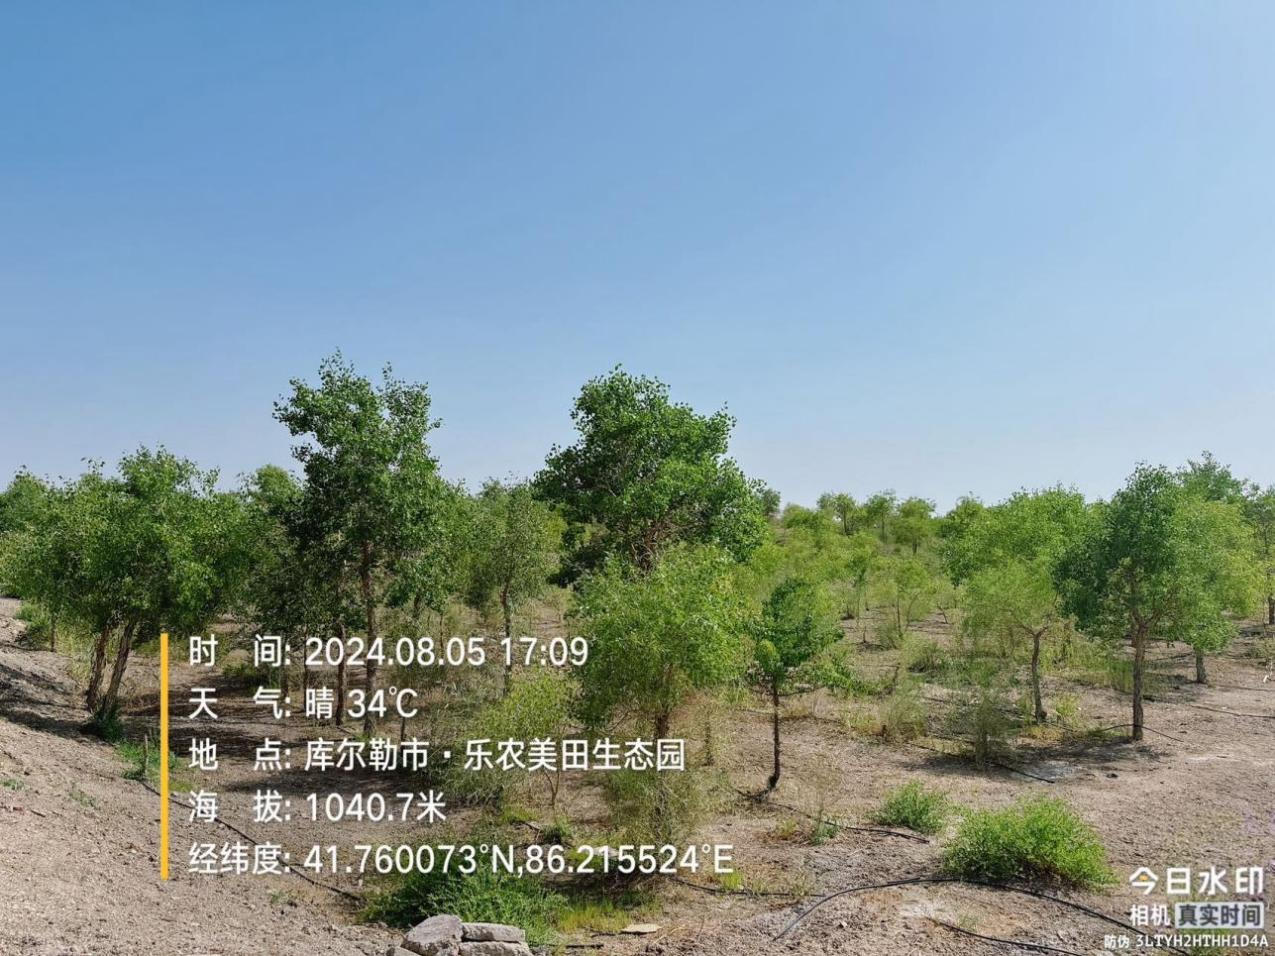 时 间: 2024.08.05 17:09
天 气: 晴 34℃
地 点: 库尔勒市·乐农美田生态园
海 拔: 1040.7米
经纬度: 41.760073°N,86.215524°E
今日水印
相机 真实时间
防伪 3LTYH2HTHH1D4A